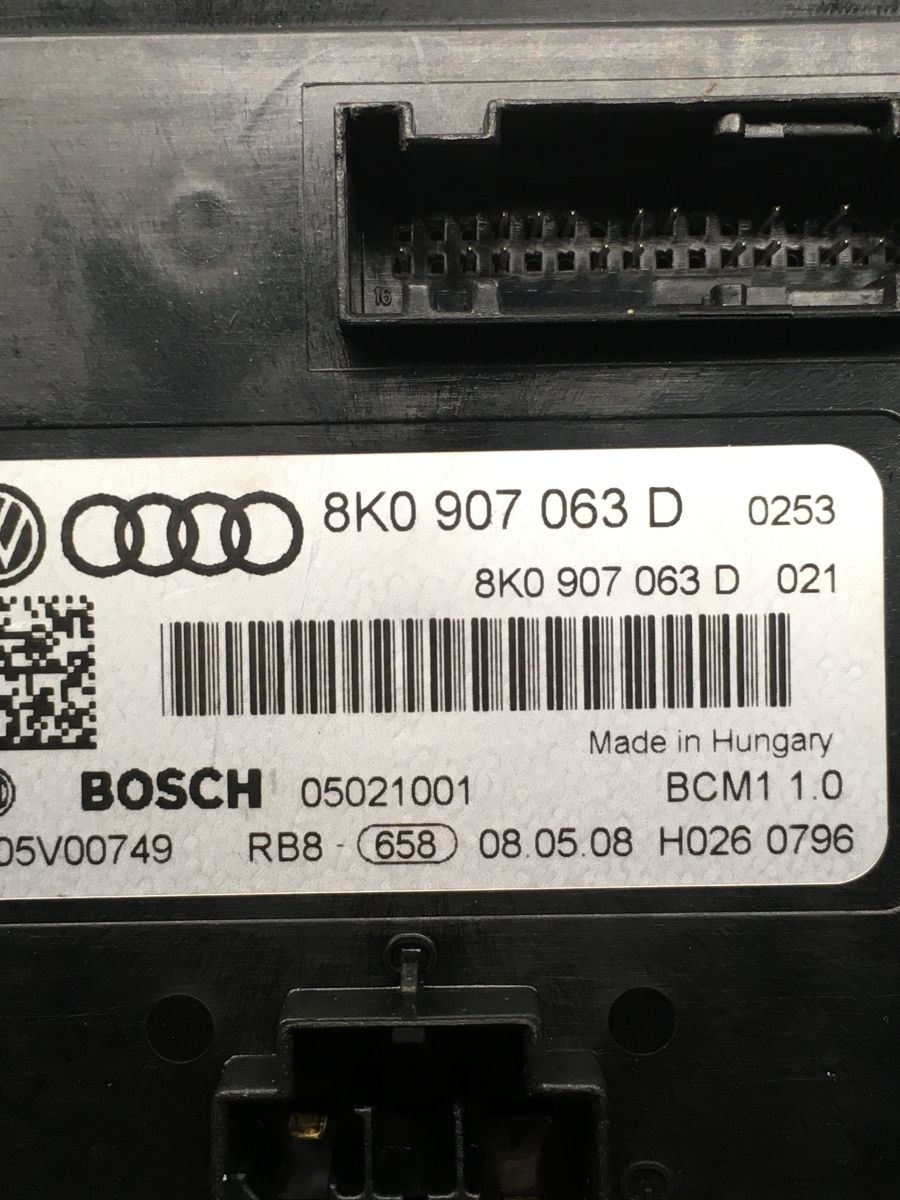 16
8K0 907 063 D 0253
8K0 907 063 D 021
Made in Hungary
BOSCH 05021001 BCM1 1.0
05V00749 RB8 - 658 08.05.08 H026 0796